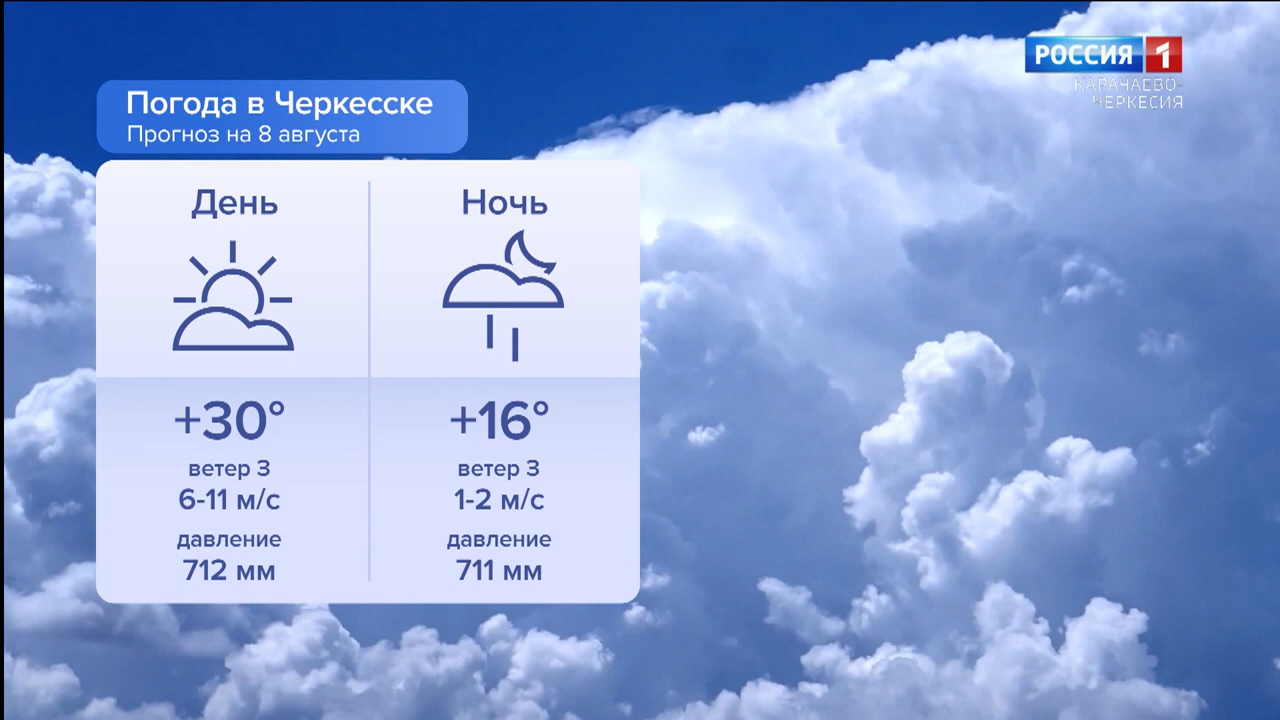 РОССИЯ 1
КАРАЧАЕВО-
ЧЕРКЕСИЯ
Погода в Черкесске
Прогноз на 8 августа
День
+30°
ветер З
6-11 м/с
давление
712 мм
Ночь
+16°
ветер З
1-2 м/с
давление
711 мм